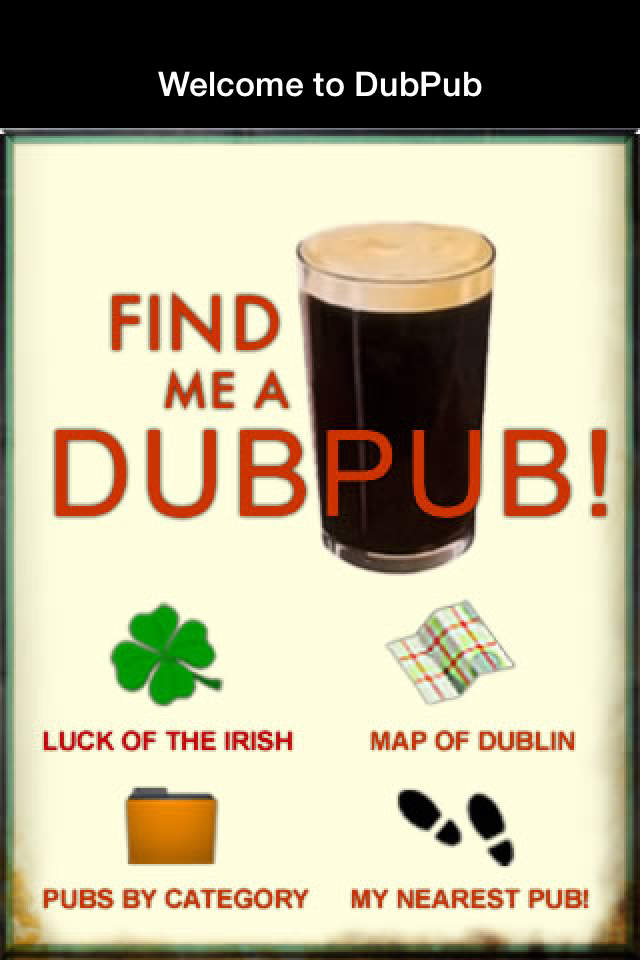 Welcome to DubPub
FIND
ME A
DUBPUB!
LUCK OF THE IRISH
MAP OF DUBLIN
PUBS BY CATEGORY
MY NEAREST PUB!